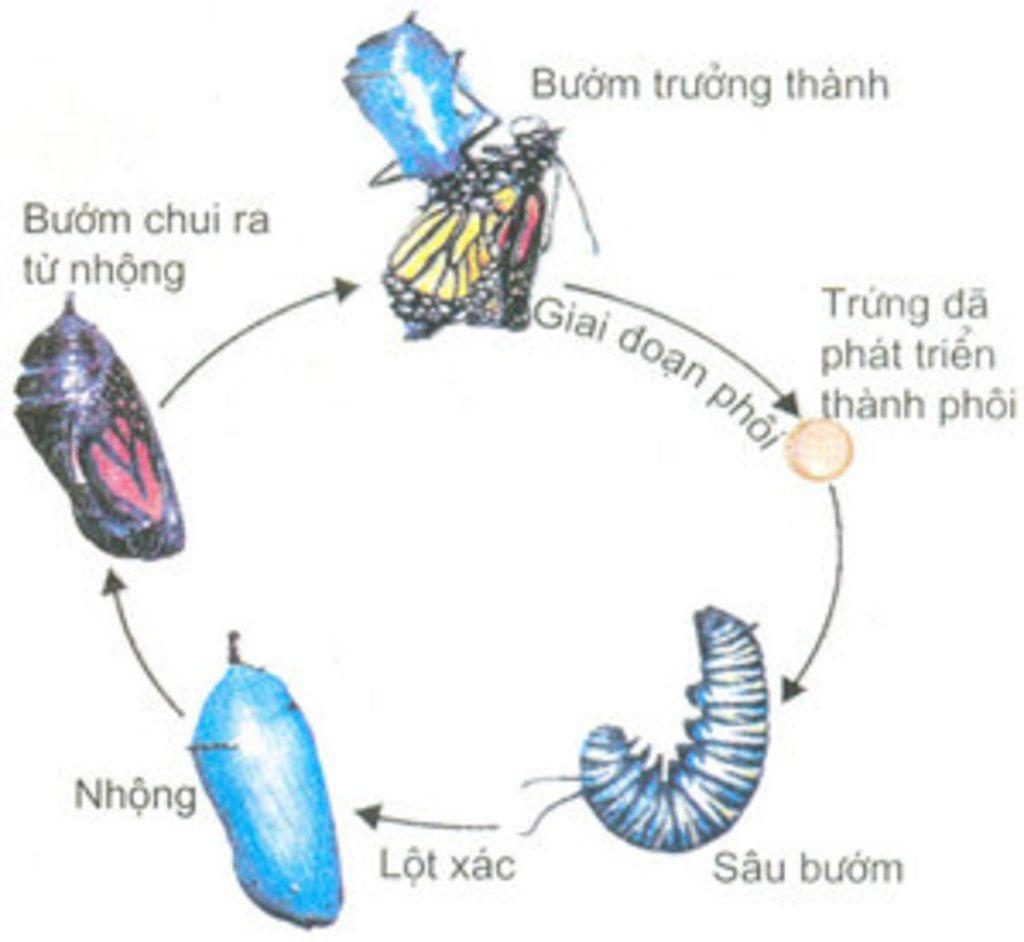 Bướm trưởng thành
Bướm chui ra
từ nhộng
Giai đoạn phôi
Trứng đã
phát triển
thành phôi
Nhộng
Lột xác
Sâu bướm